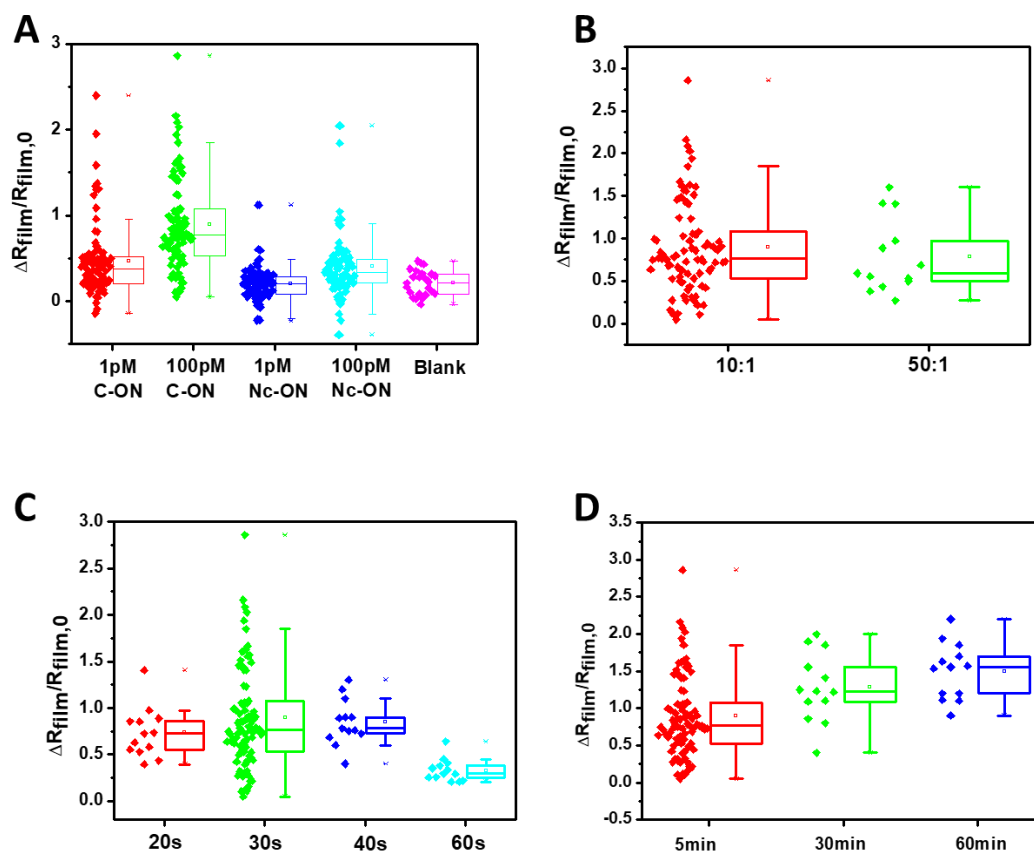 A
ΔRfilm/Rfilm,0
3
2
1
0
1pM 100pM 1pM 100pM Blank
C-ON C-ON Nc-ON Nc-ON
B
ΔRfilm/Rfilm,0
3.0
2.5
2.0
1.5
1.0
0.5
0.0
10:1 50:1
C
ΔRfilm/Rfilm,0
3.0
2.5
2.0
1.5
1.0
0.5
0.0
20s 30s 40s 60s
D
ΔRfilm/Rfilm,0
3.5
3.0
2.5
2.0
1.5
1.0
0.5
0.0
-0.5
5min 30min 60min